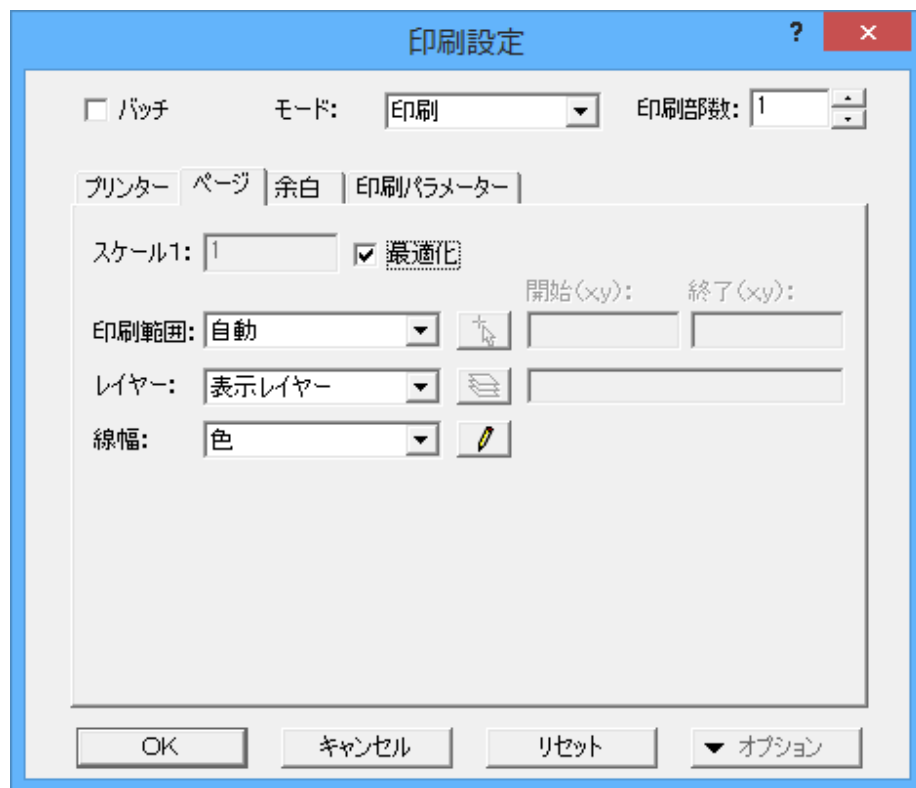 印刷設定 ?
バッチ モード: 印刷 印刷部数: 1
プリンター ページ 余白 印刷パラメーター
スケール1: 1 最適化
開始(xy): 終了(xy):
印刷範囲: 自動
レイヤー: 表示レイヤー
線幅: 色
OK キャンセル リセット オプション